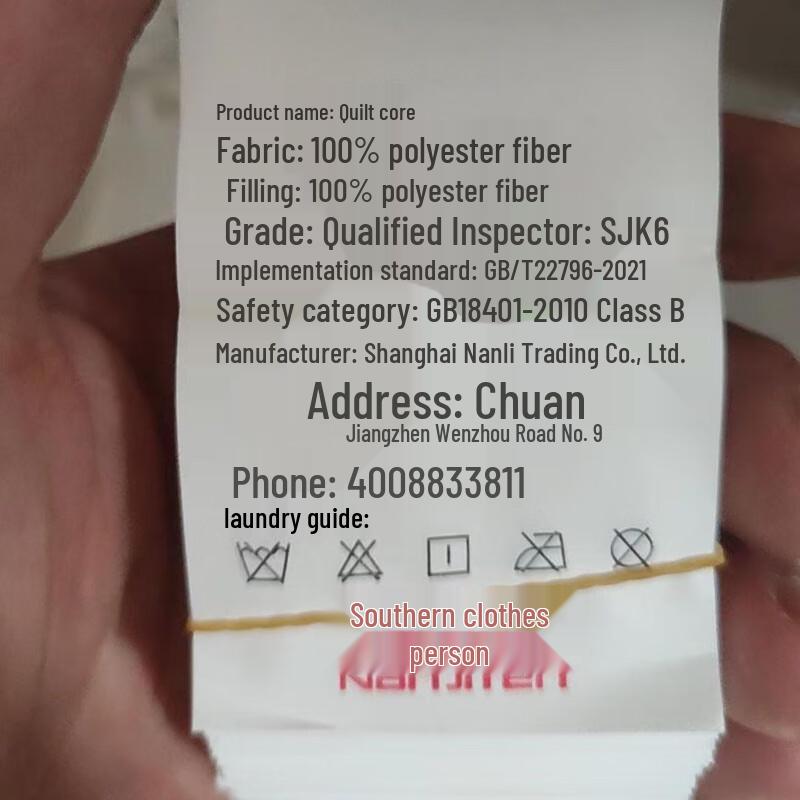 Product name: Quilt core
Fabric: 100% polyester fiber
Filling: 100% polyester fiber
Grade: Qualified Inspector: SJK6
Implementation standard: GB/T22796-2021
Safety category: GB18401-2010 Class B
Manufacturer: Shanghai Nanli Trading Co., Ltd.
Address: Chuan
Jiangzhen Wenzhou Road No. 9
Phone: 4008833811
laundry guide:
Southern clothes
person